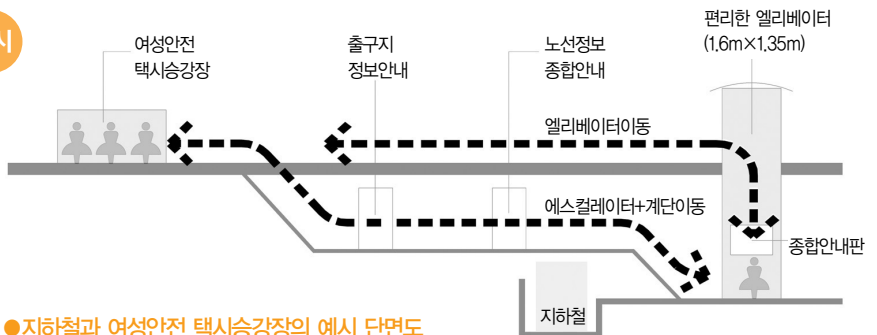 시
여성안전
택시승강장
출구지
정보안내
노선정보
종합안내
편리한 엘리베이터
(1.6m×1.35m)
엘리베이터이동
에스컬레이터+계단이동
종합안내판
지하철
●지하철과 여성안전 택시승강장의 예시 단면도